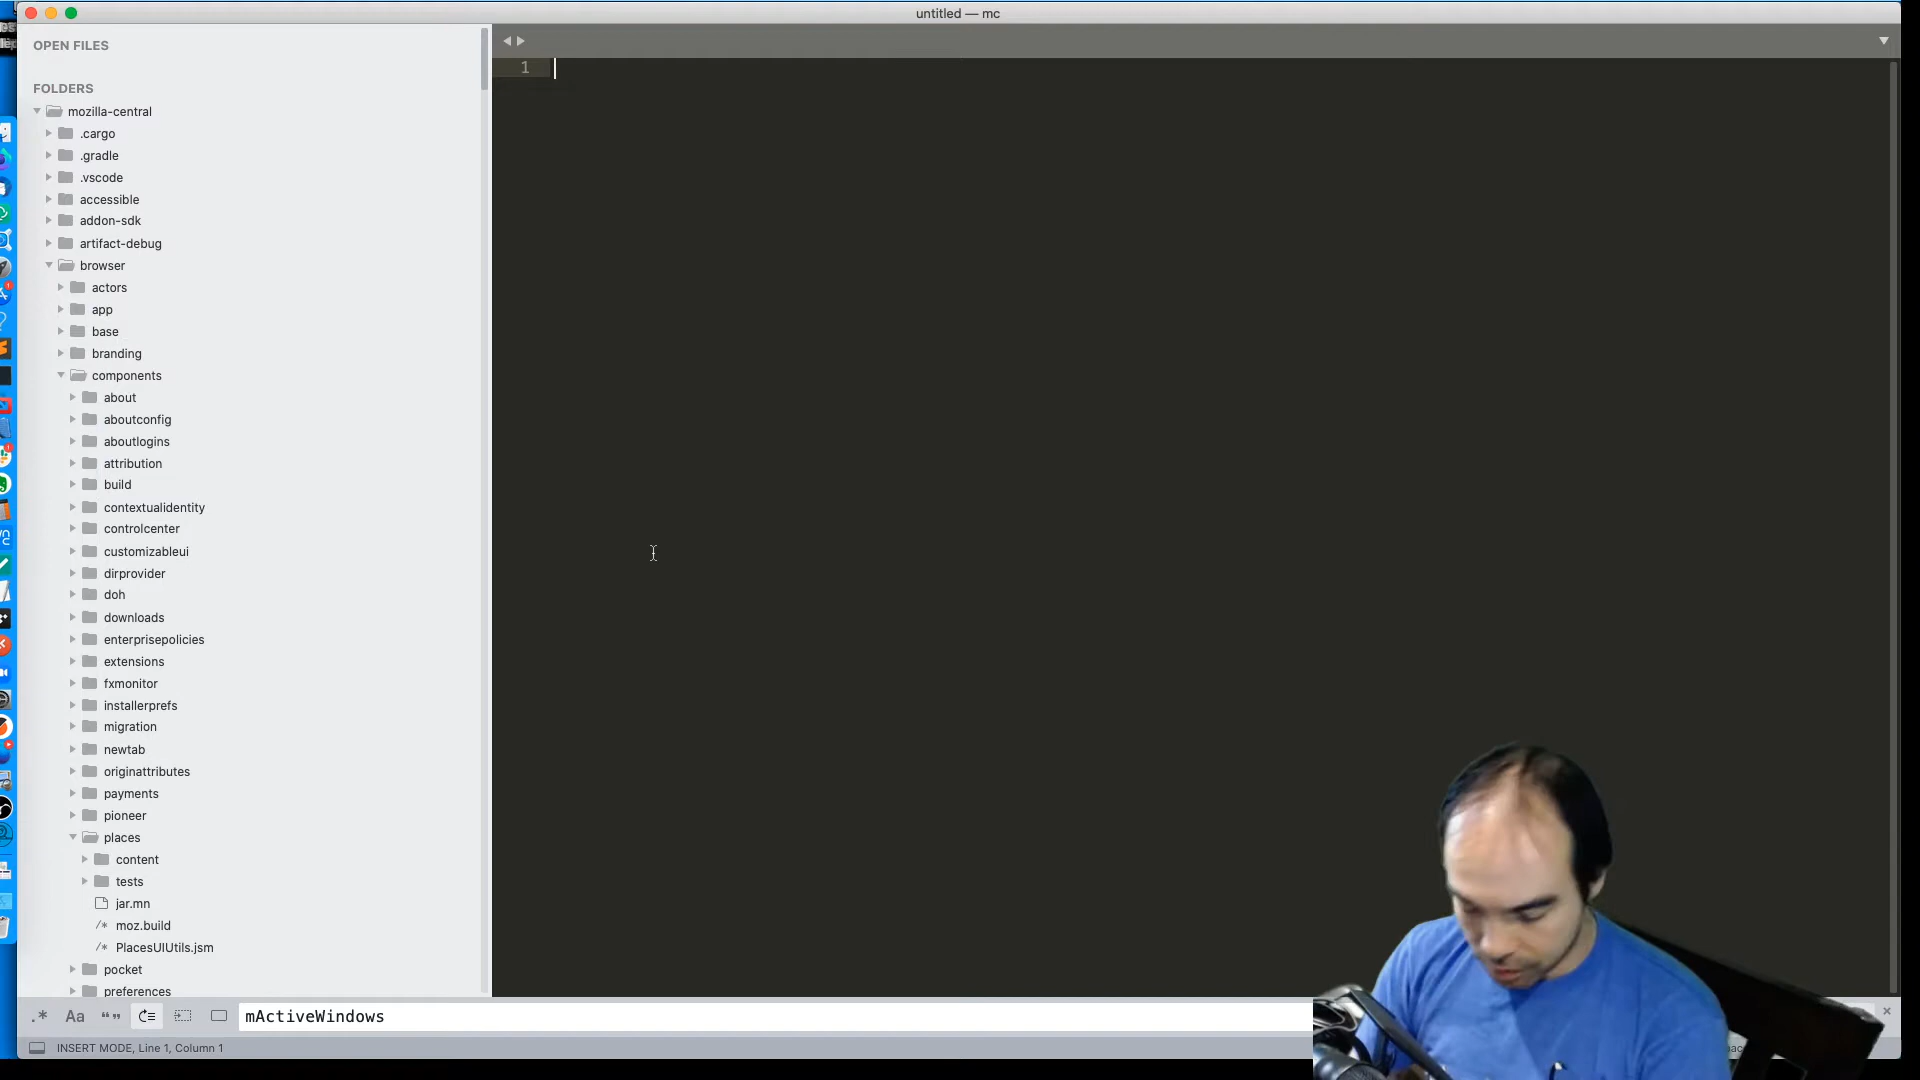 untitled — mc
OPEN FILES
FOLDERS
mozilla-central
.cargo
.gradle
.vscode
accessible
addon-sdk
artifact-debug
browser
actors
app
base
branding
components
about
aboutconfig
aboutlogins
attribution
build
contextualidentity
controlcenter
customizableui
dirprovider
doh
downloads
enterprisepolicies
extensions
fxmonitor
installerprefs
migration
newtab
originattributes
payments
pioneer
places
content
tests
jar.mn
/* moz.build
/* PlacesUIUtils.jsm
pocket
preferences
1
.* Aa “” mActiveWindows
INSERT MODE, Line 1, Column 1